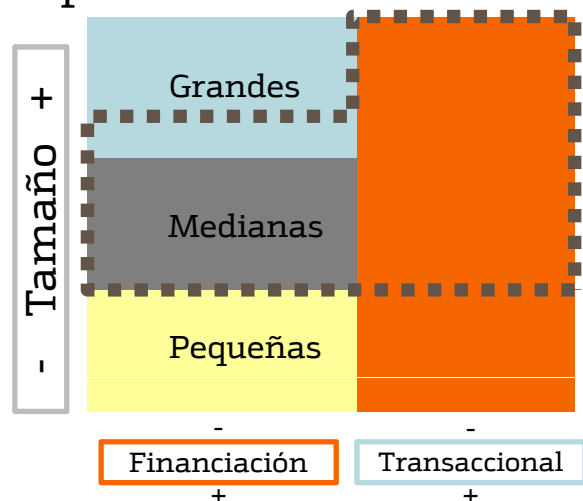 Grandes
Medianas
Pequeñas
- Tamaño +
- -
Financiación Transaccional
+ +